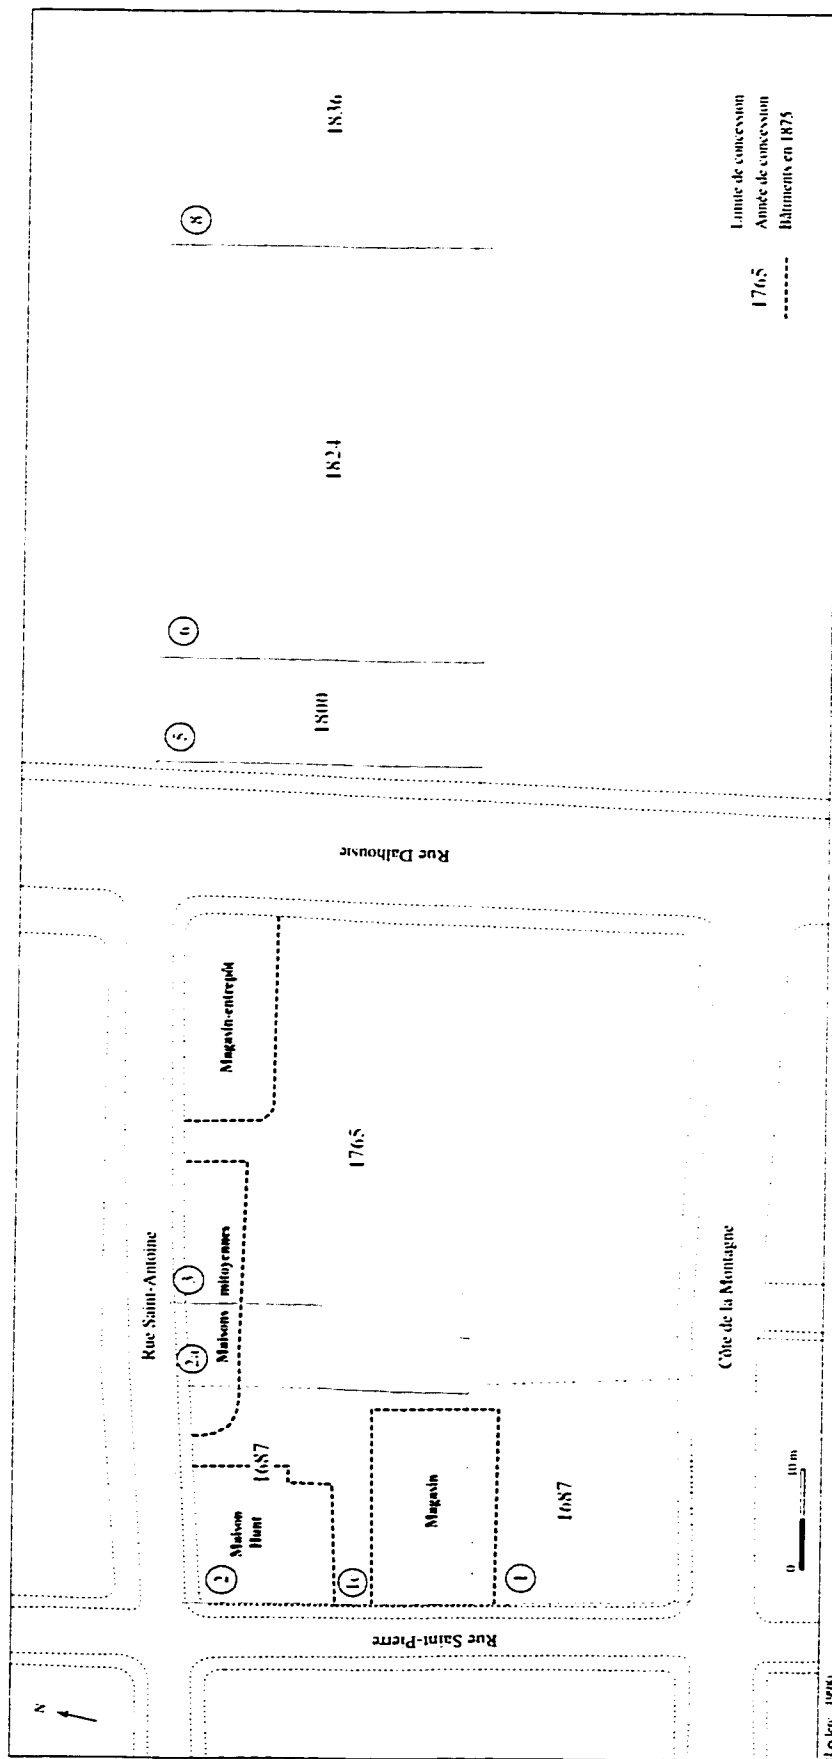 N
Rue Saint-Antoine
Rue Saint-Pierre
Rue Dalhousie
Côte de la Montagne
2
Maison
Hunt
1687
1c
Magasin
1
1687
2a
3
Maisons mitoyennes
1765
Magasin-entrepôt
5
1800
6
1824
8
1836
0
10 m
Limite de concession
1765
Année de concession
Bâtiments en 1875